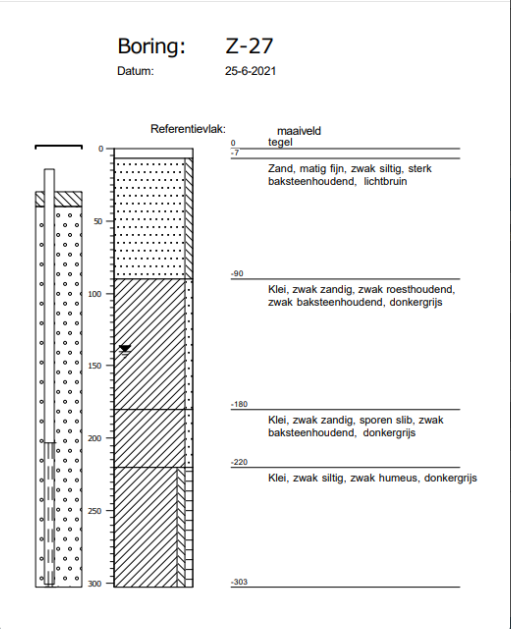 Boring: Z-27
Datum: 25-6-2021
Referentievlak: maaiveld
0 0 tegel
-7
Zand, matig fijn, zwak siltig, sterk
baksteenhoudend, lichtbruin
50
-90
100 Klei, zwak zandig, zwak roesthoudend,
zwak baksteenhoudend, donkergrijs
150
-180
Klei, zwak zandig, sporen slib, zwak
baksteenhoudend, donkergrijs
200
-220
Klei, zwak siltig, zwak humeus, donkergrijs
250
300 -303